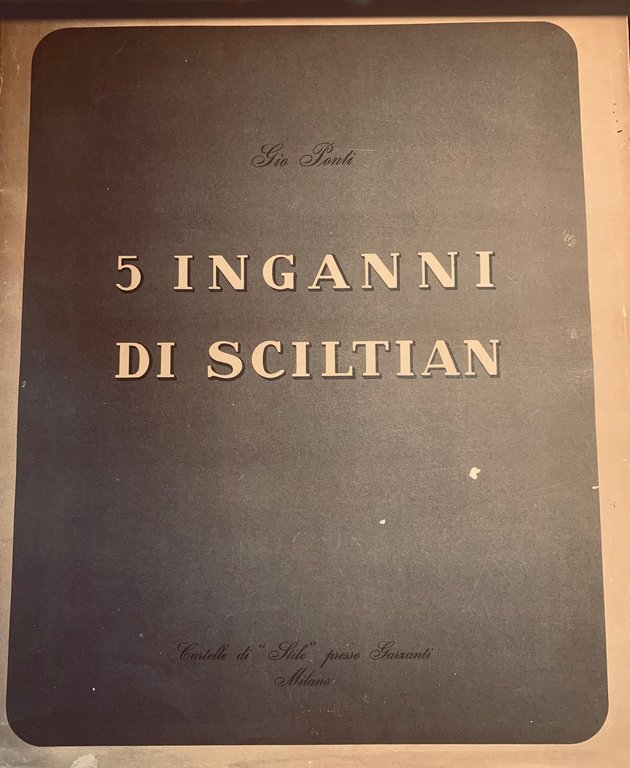 Gio Ponti
5 INGANNI
DI SCILTIAN
Cartelle di "Stile" presso Garzanti
Milano